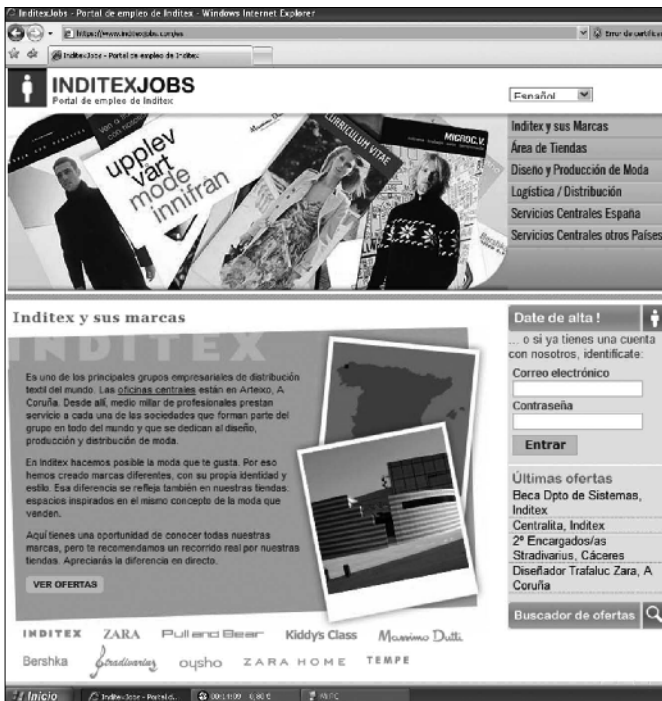 InditexJobs - Portal de empleo de Inditex - Windows Internet Explorer
Error de certificado
InditexJobs - Portal de empleo de Inditex
INDITEXJOBS
Portal de empleo de Inditex
Español
upplev
vårt
mode
innifrån
Massimo Dutti
CURRICULUM VITAE
MICROC.V.
Inditex y sus Marcas
Área de Tiendas
Diseño y Producción de Moda
Logística / Distribución
Servicios Centrales España
Servicios Centrales otros Países
Inditex y sus marcas
INDITEX
Es uno de los principales grupos empresariales de distribución
textil del mundo. Las oficinas centrales están en Arteixo, A
Coruña. Desde allí, medio millar de profesionales prestan
servicio a cada una de las sociedades que forman parte del
grupo en todo del mundo y que se dedican al diseño,
producción y distribución de moda.
En Inditex hacemos posible la moda que te gusta. Por eso
hemos creado marcas diferentes, con su propia identidad y
estilo. Esa diferencia se refleja también en nuestras tiendas:
espacios inspirados en el mismo concepto de la moda que
venden.
Aquí tienes una oportunidad de conocer todas nuestras
marcas, pero te recomendamos un recorrido real por nuestras
tiendas. Apreciarás la diferencia en directo.
VER OFERTAS
INDITEX ZARA Pull and Bear Kiddy's Class Massimo Dutti
Bershka Stradivarius oysho ZARA HOME TEMPE
Date de alta !
... o si ya tienes una cuenta
con nosotros, identifícate:
Correo electrónico
Contraseña
Entrar
Últimas ofertas
Beca Dpto de Sistemas,
Inditex
Centralita, Inditex
2º Encargados/as
Stradivarius, Cáceres
Diseñador Trafaluc Zara, A
Coruña
Buscador de ofertas
Inicio
InditexJobs - Portal d...
0,80 €
Mi PC